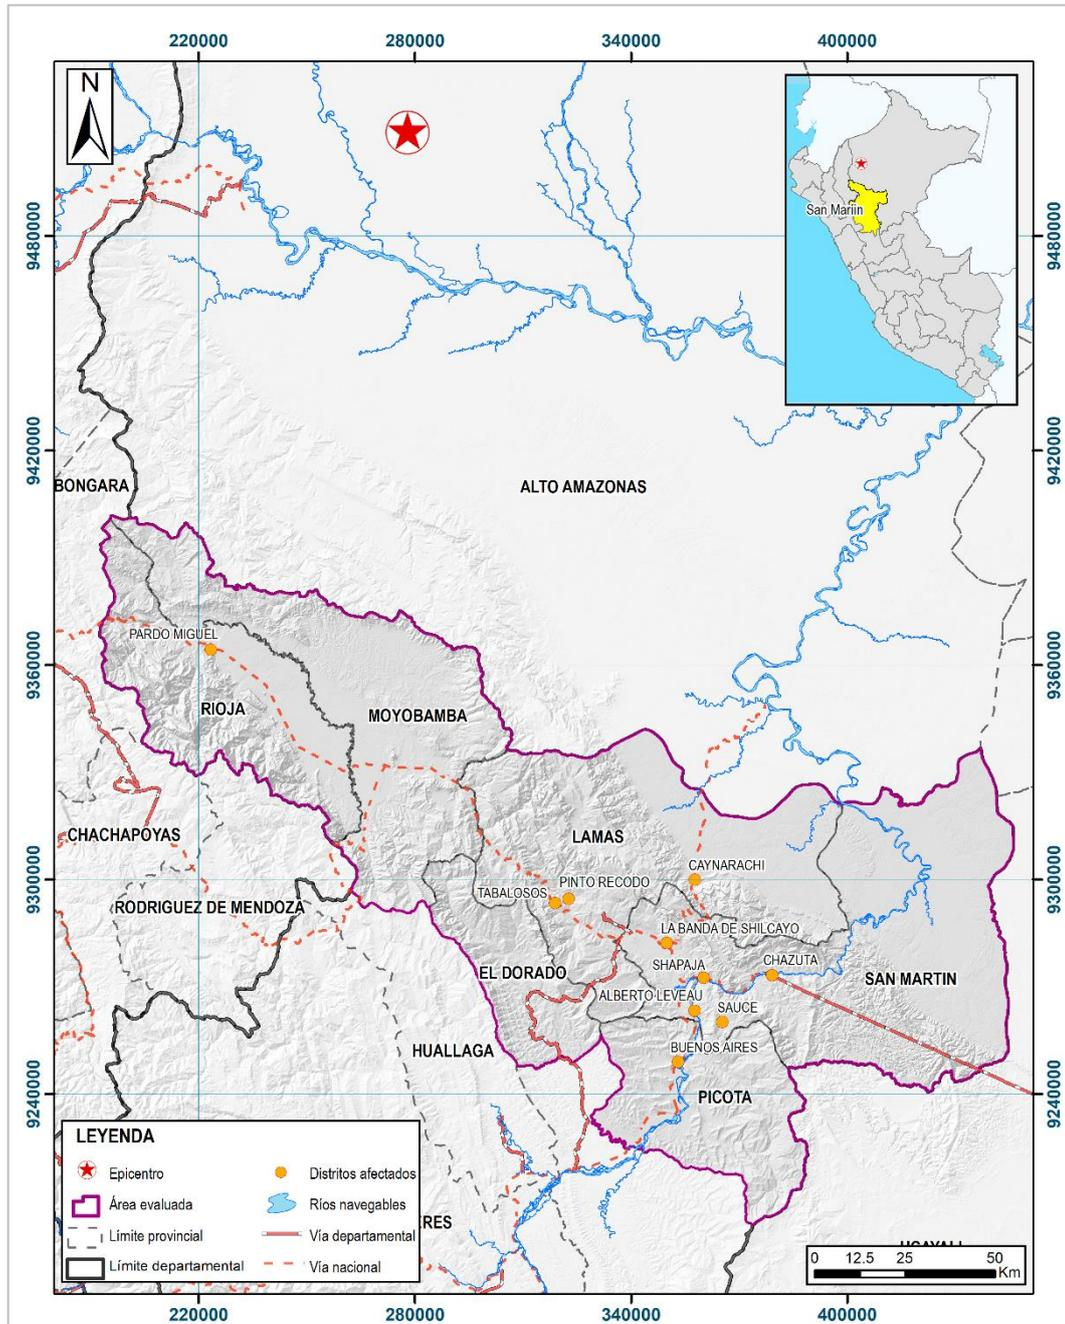 220000 280000 340000 400000
N
San Mariin
9480000 9480000
9420000 9420000
BONGARA
ALTO AMAZONAS
PARDO MIGUEL
9360000 9360000
RIOJA
MOYOBAMBA
CHACHAPOYAS
LAMAS
CAYNARACHI
9300000 9300000
PINTO RECODO
TABALOSOS
RODRIGUEZ DE MENDOZA
LA BANDA DE SHILCAYO
SHAPAJA
CHAZUTA
EL DORADO
SAN MARTIN
ALBERTO LEVEAU
SAUCE
HUALLAGA
BUENOS AIRES
PICOTA
9240000 9240000
LEYENDA
Epicentro
Distritos afectados
Área evaluada
Ríos navegables
Límite provincial
Vía departamental
Límite departamental
Vía nacional
ERES
0 12.5 25 50
Km
220000 280000 340000 400000